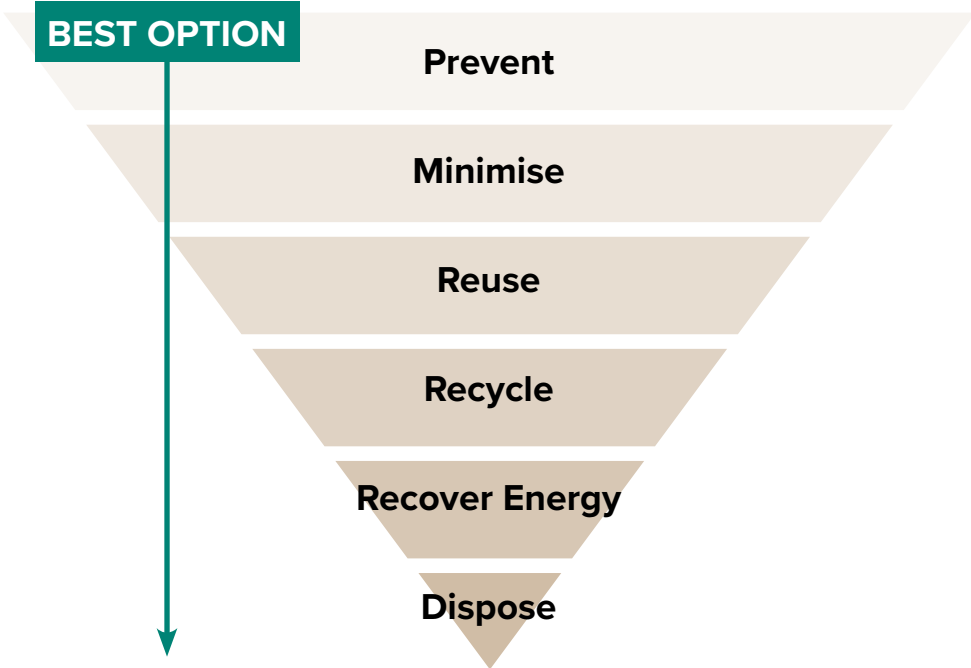 BEST OPTION
Prevent
Minimise
Reuse
Recycle
Recover Energy
Dispose